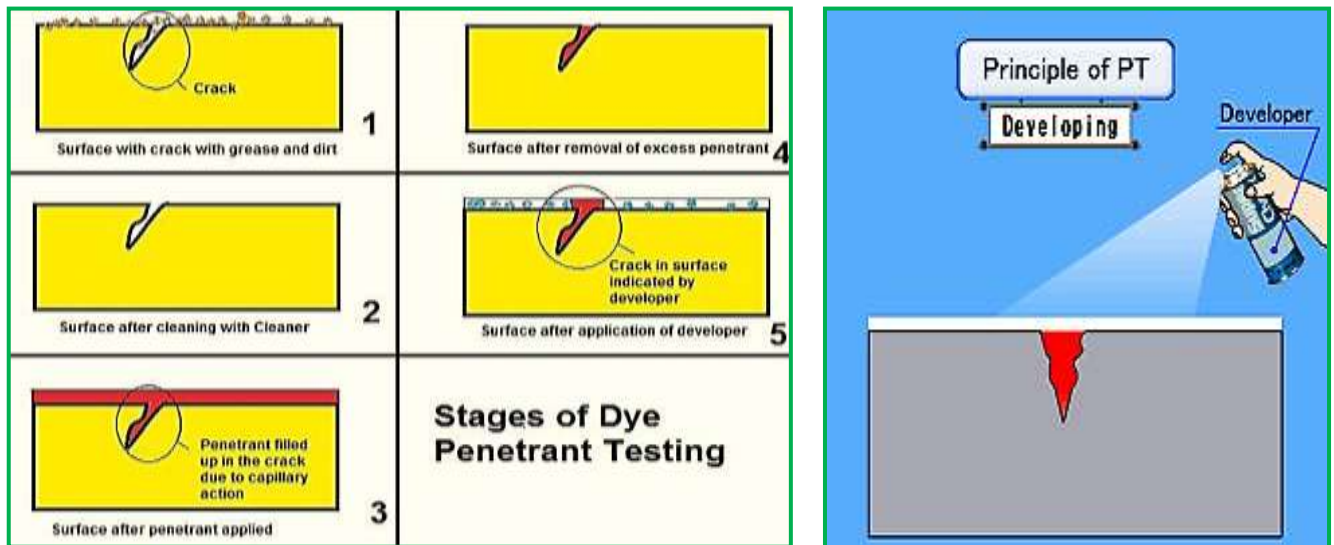 Crack
1
Surface with crack with grease and dirt
2
Surface after cleaning with Cleaner
Penetrant filled
up in the crack
due to capillary
action
3
Surface after penetrant applied
Surface after removal of excess penetrant 4
Crack in surface
indicated by
developer
Surface after application of developer 5
Stages of Dye
Penetrant Testing
Principle of PT
Developing
Developer